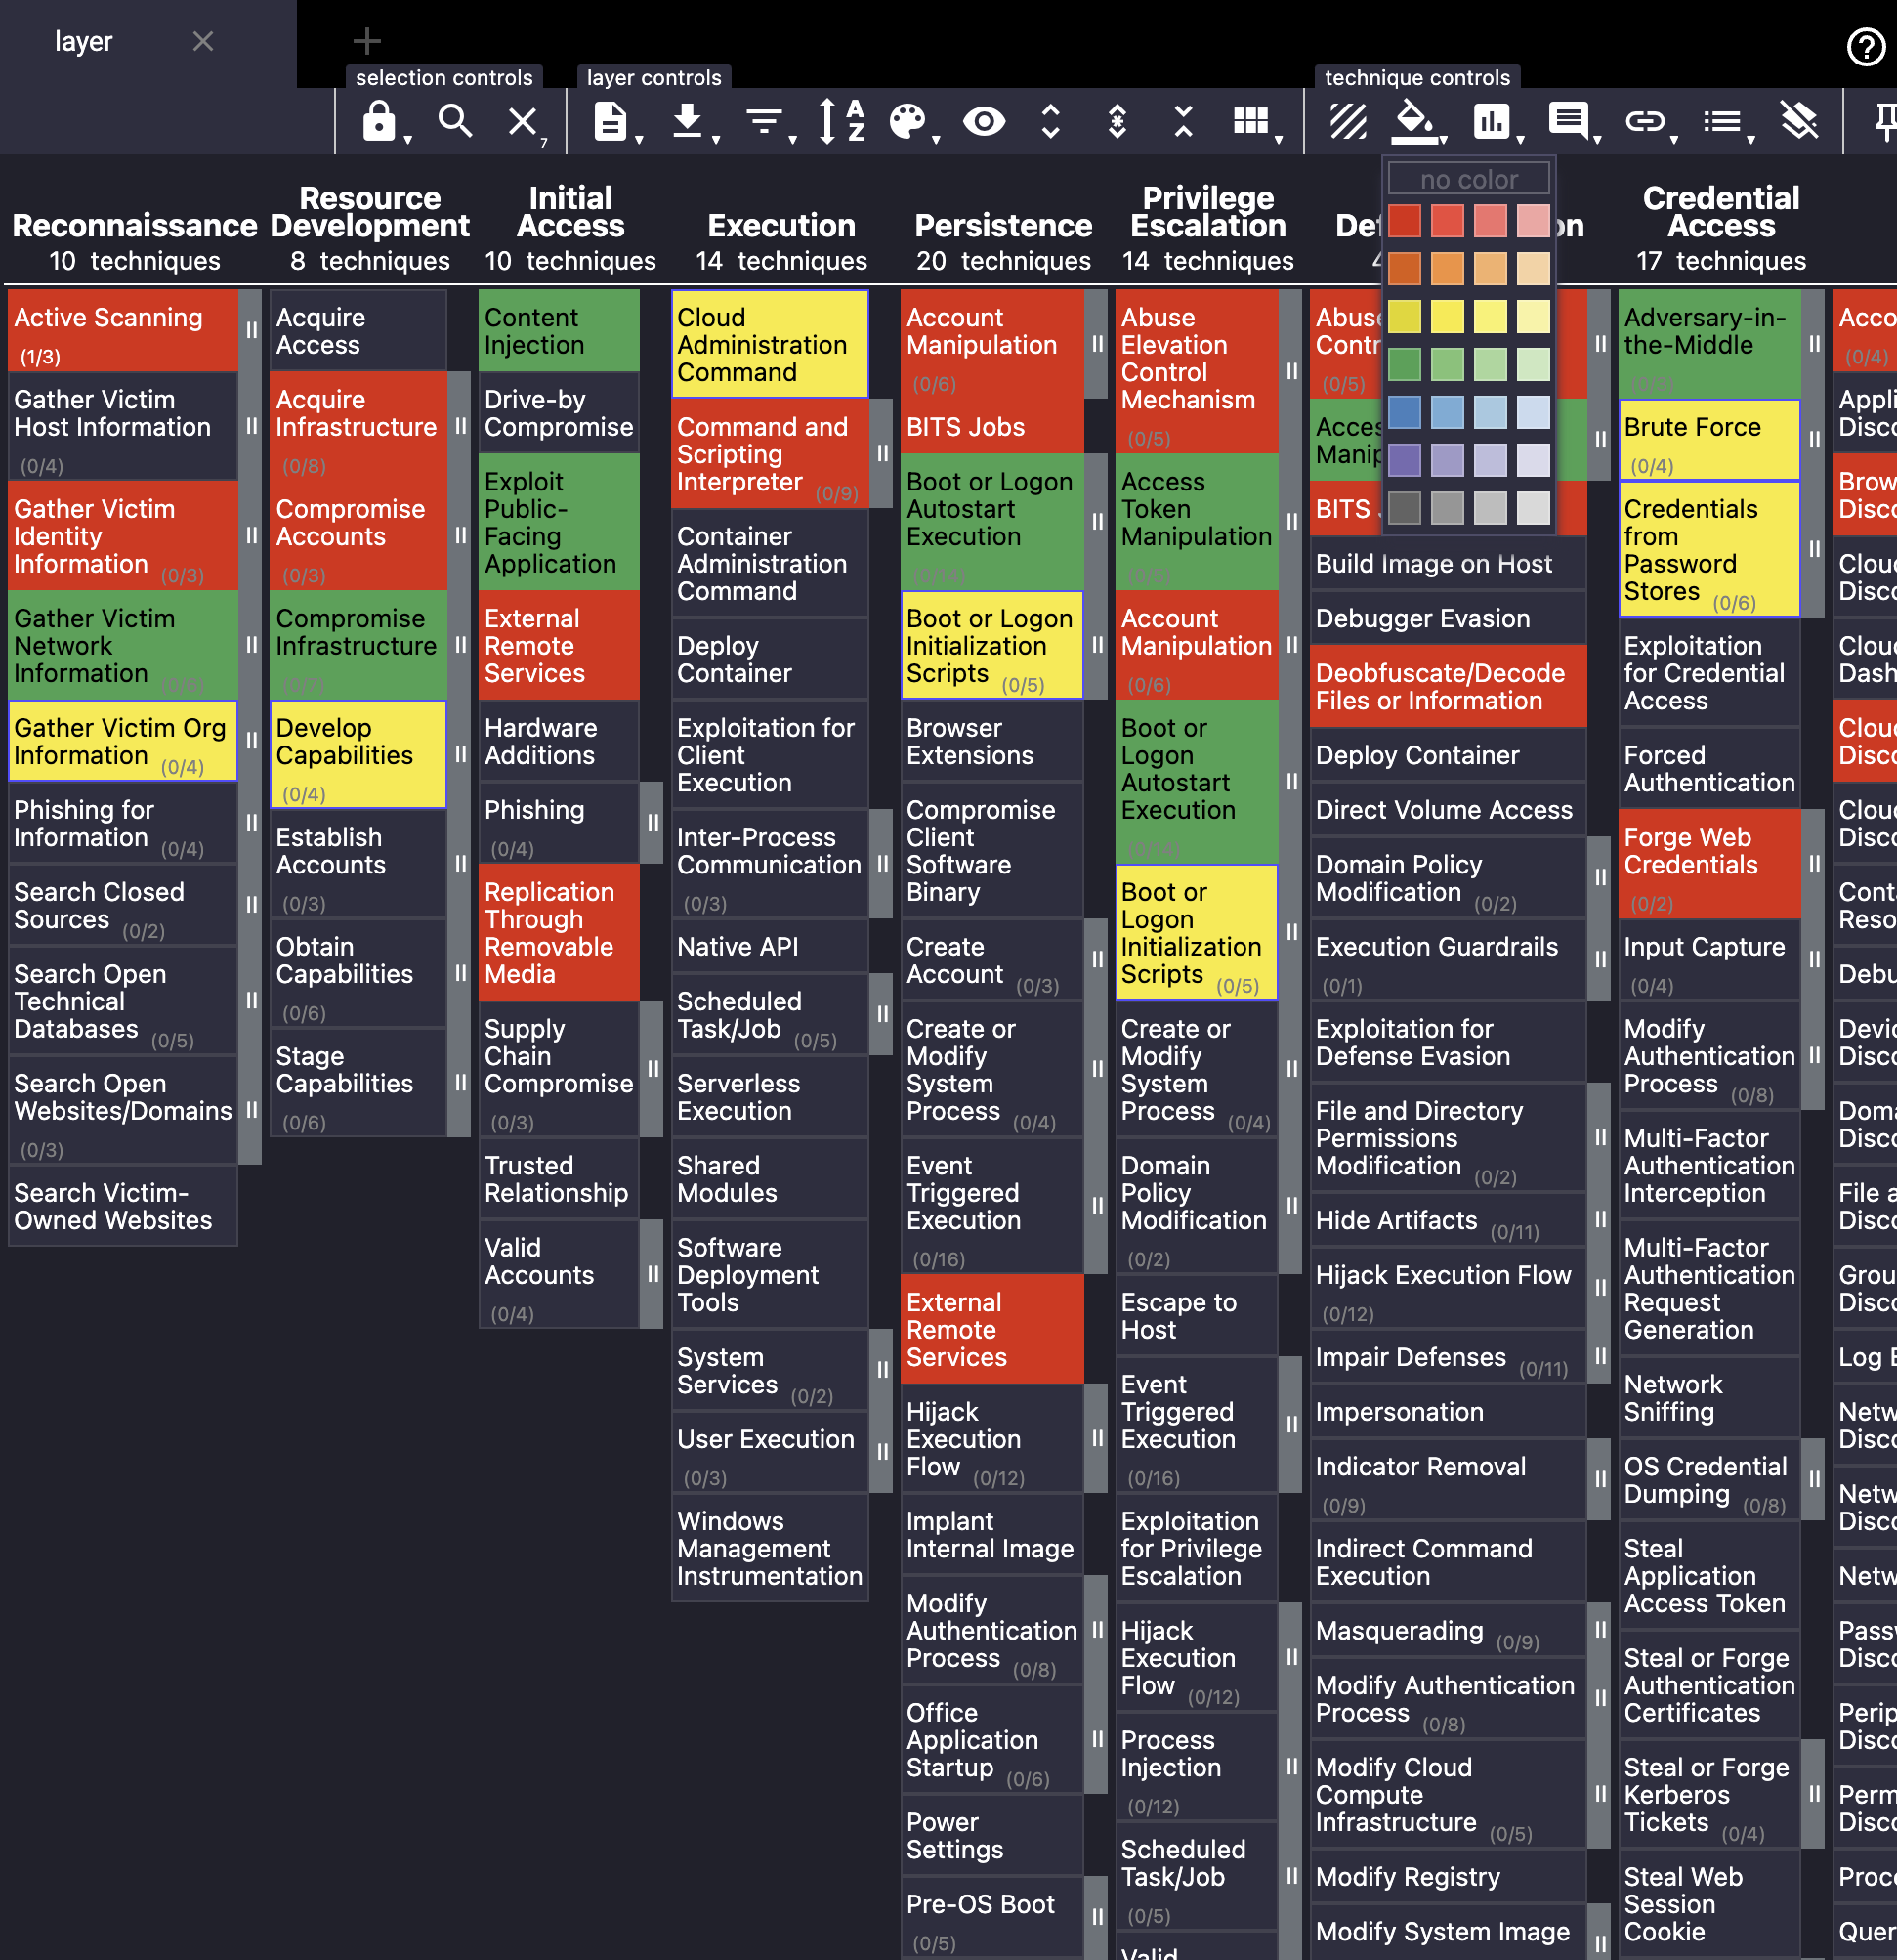 layer
selection controls
layer controls
technique controls
7
A
Z
no color
Reconnaissance
10 techniques
Active Scanning
(1/3)
Gather Victim
Host Information
(0/4)
Gather Victim
Identity
Information (0/3)
Gather Victim
Network
Information (0/6)
Gather Victim Org
Information (0/4)
Phishing for
Information (0/4)
Search Closed
Sources (0/2)
Search Open
Technical
Databases (0/5)
Search Open
Websites/Domains
(0/3)
Search Victim-
Owned Websites
Resource
Development
8 techniques
Acquire
Access
Acquire
Infrastructure
(0/8)
Compromise
Accounts
(0/3)
Compromise
Infrastructure
(0/7)
Develop
Capabilities
(0/4)
Establish
Accounts
(0/3)
Obtain
Capabilities
(0/6)
Stage
Capabilities
(0/6)
Initial
Access
10 techniques
Content
Injection
Drive-by
Compromise
Exploit
Public-
Facing
Application
External
Remote
Services
Hardware
Additions
Phishing
(0/4)
Replication
Through
Removable
Media
Supply
Chain
Compromise
(0/3)
Trusted
Relationship
Valid
Accounts
(0/4)
Execution
14 techniques
Cloud
Administration
Command
Command and
Scripting
Interpreter (0/9)
Container
Administration
Command
Deploy
Container
Exploitation for
Client
Execution
Inter-Process
Communication
(0/3)
Native API
Scheduled
Task/Job (0/5)
Serverless
Execution
Shared
Modules
Software
Deployment
Tools
System
Services (0/2)
User Execution
(0/3)
Windows
Management
Instrumentation
Persistence
20 techniques
Account
Manipulation
(0/6)
BITS Jobs
Boot or Logon
Autostart
Execution
(0/14)
Boot or Logon
Initialization
Scripts (0/5)
Browser
Extensions
Compromise
Client
Software
Binary
Create
Account (0/3)
Create or
Modify
System
Process (0/4)
Event
Triggered
Execution
(0/16)
External
Remote
Services
Hijack
Execution
Flow (0/12)
Implant
Internal Image
Modify
Authentication
Process (0/8)
Office
Application
Startup (0/6)
Power
Settings
Pre-OS Boot
(0/5)
Privilege
Escalation
14 techniques
Abuse
Elevation
Control
Mechanism
(0/5)
Access
Token
Manipulation
(0/5)
Account
Manipulation
(0/6)
Boot or
Logon
Autostart
Execution
(0/14)
Boot or
Logon
Initialization
Scripts (0/5)
Create or
Modify
System
Process (0/4)
Domain
Policy
Modification
(0/2)
Escape to
Host
Event
Triggered
Execution
(0/16)
Exploitation
for Privilege
Escalation
Hijack
Execution
Flow (0/12)
Process
Injection
(0/12)
Scheduled
Task/Job
(0/5)
Valid
(0/5)
BITS
Build Image on Host
Debugger Evasion
Deobfuscate/Decode
Files or Information
Deploy Container
Direct Volume Access
Domain Policy
Modification (0/2)
Execution Guardrails
(0/1)
Exploitation for
Defense Evasion
File and Directory
Permissions
Modification (0/2)
Hide Artifacts (0/11)
Hijack Execution Flow
(0/12)
Impair Defenses (0/11)
Impersonation
Indicator Removal
(0/9)
Indirect Command
Execution
Masquerading (0/9)
Modify Authentication
Process (0/8)
Modify Cloud
Compute
Infrastructure (0/5)
Modify Registry
Modify System Image
Credential
Access
17 techniques
Adversary-in-
the-Middle
(0/3)
Brute Force
(0/4)
Credentials
from
Password
Stores (0/6)
Exploitation
for Credential
Access
Forced
Authentication
Forge Web
Credentials
(0/2)
Input Capture
(0/4)
Modify
Authentication
Process (0/8)
Multi-Factor
Authentication
Interception
Multi-Factor
Authentication
Request
Generation
Network
Sniffing
OS Credential
Dumping (0/8)
Steal
Application
Access Token
Steal or Forge
Authentication
Certificates
Steal or Forge
Kerberos
Tickets (0/4)
Steal Web
Session
Cookie
(0/4)